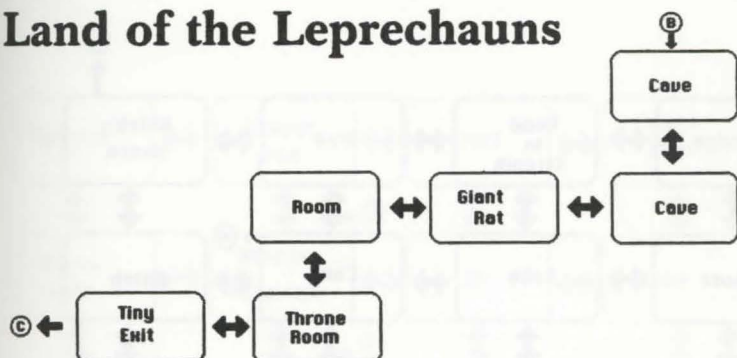 Land of the Leprechauns
B
Cave
Room
Giant
Rat
Cave
C
Tiny
Exit
Throne
Room